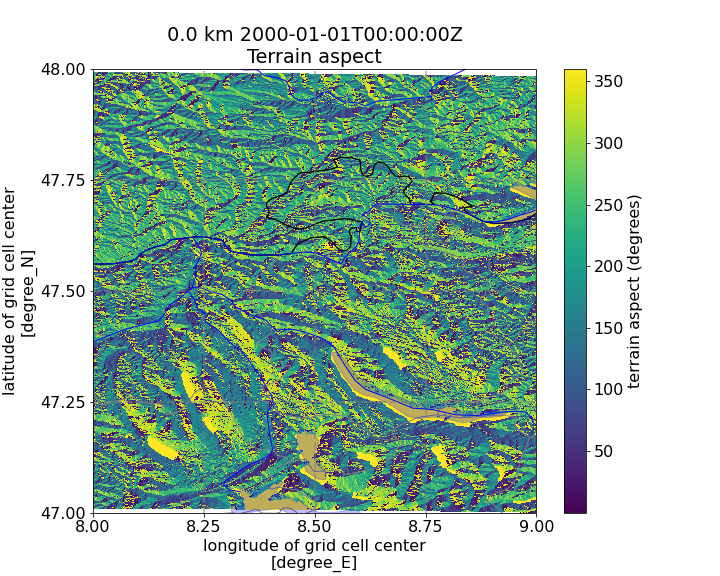 0.0 km 2000-01-01T00:00:00Z
Terrain aspect
48.00
47.75
47.50
47.25
47.00
8.00
8.25
8.50
8.75
9.00
latitude of grid cell center
[degree_N]
longitude of grid cell center
[degree_E]
350
300
250
200
150
100
50
terrain aspect (degrees)